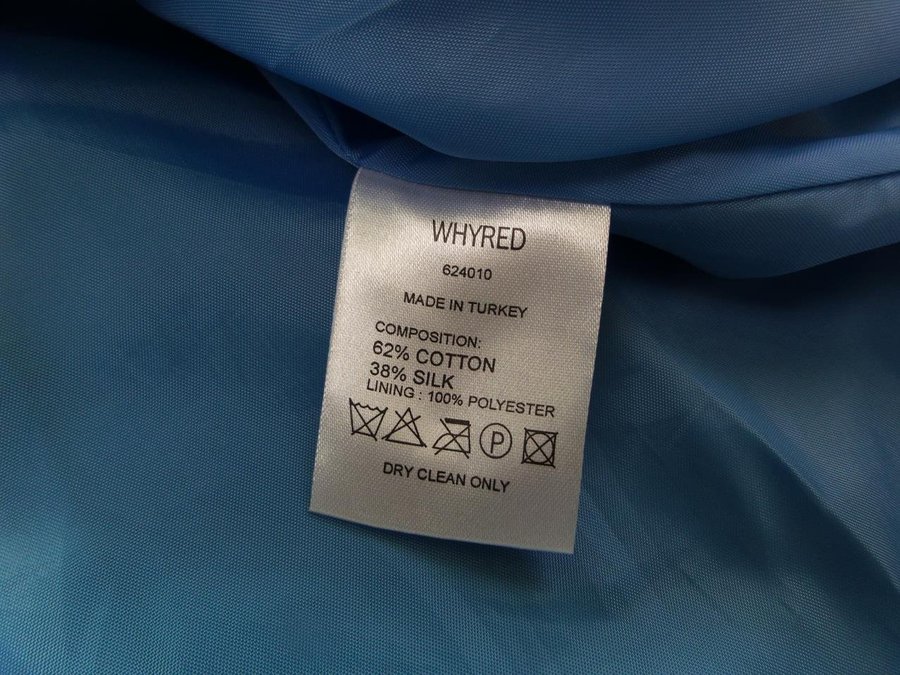 WHYRED
624010
MADE IN TURKEY
COMPOSITION:
62% COTTON
38% SILK
LINING : 100% POLYESTER
P
DRY CLEAN ONLY